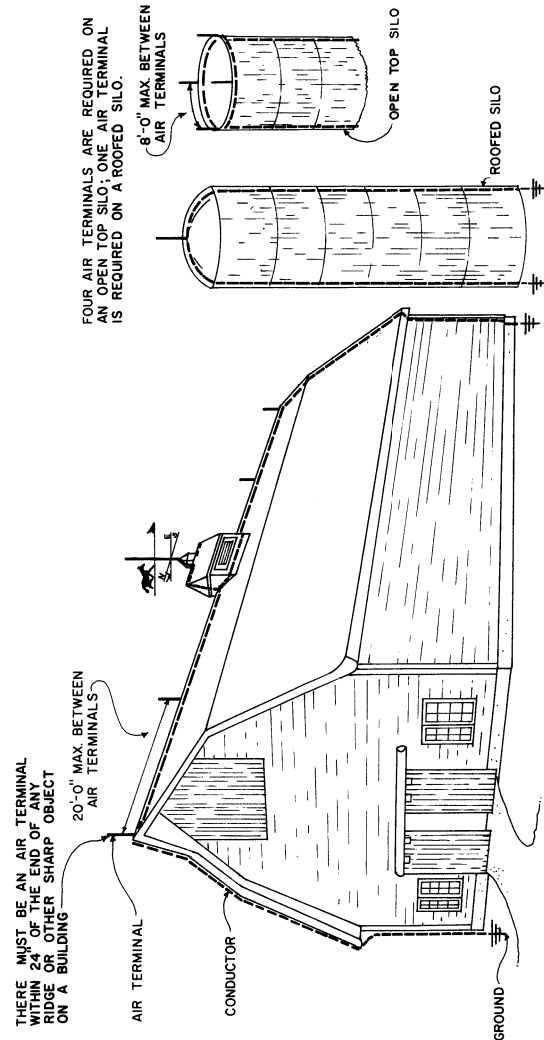 THERE MUST BE AN AIR TERMINAL
WITHIN 24" OF THE END OF ANY
RIDGE OR OTHER SHARP OBJECT
ON A BUILDING
20'-0" MAX. BETWEEN
AIR TERMINALS
AIR TERMINAL
CONDUCTOR
GROUND
FOUR AIR TERMINALS ARE REQUIRED ON
AN OPEN TOP SILO; ONE AIR TERMINAL
IS REQUIRED ON A ROOFED SILO.
8'-0" MAX. BETWEEN
AIR TERMINALS
OPEN TOP SILO
ROOFED SILO